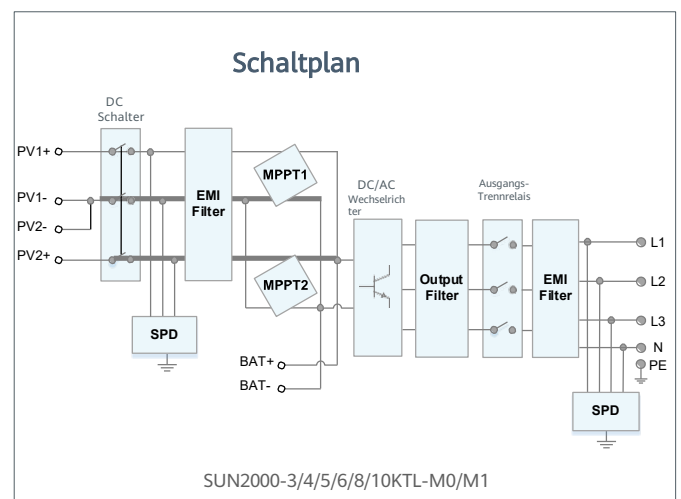 Schaltplan
DC
Schalter
PV1+
PV1-
PV2-
PV2+
EMI
Filter
MPPT1
MPPT2
SPD
BAT+
BAT-
DC/AC
Wechselrich
ter
Output
Filter
Ausgangs-
Trennrelais
EMI
Filter
L1
L2
L3
N
PE
SPD
SUN2000-3/4/5/6/8/10KTL-M0/M1